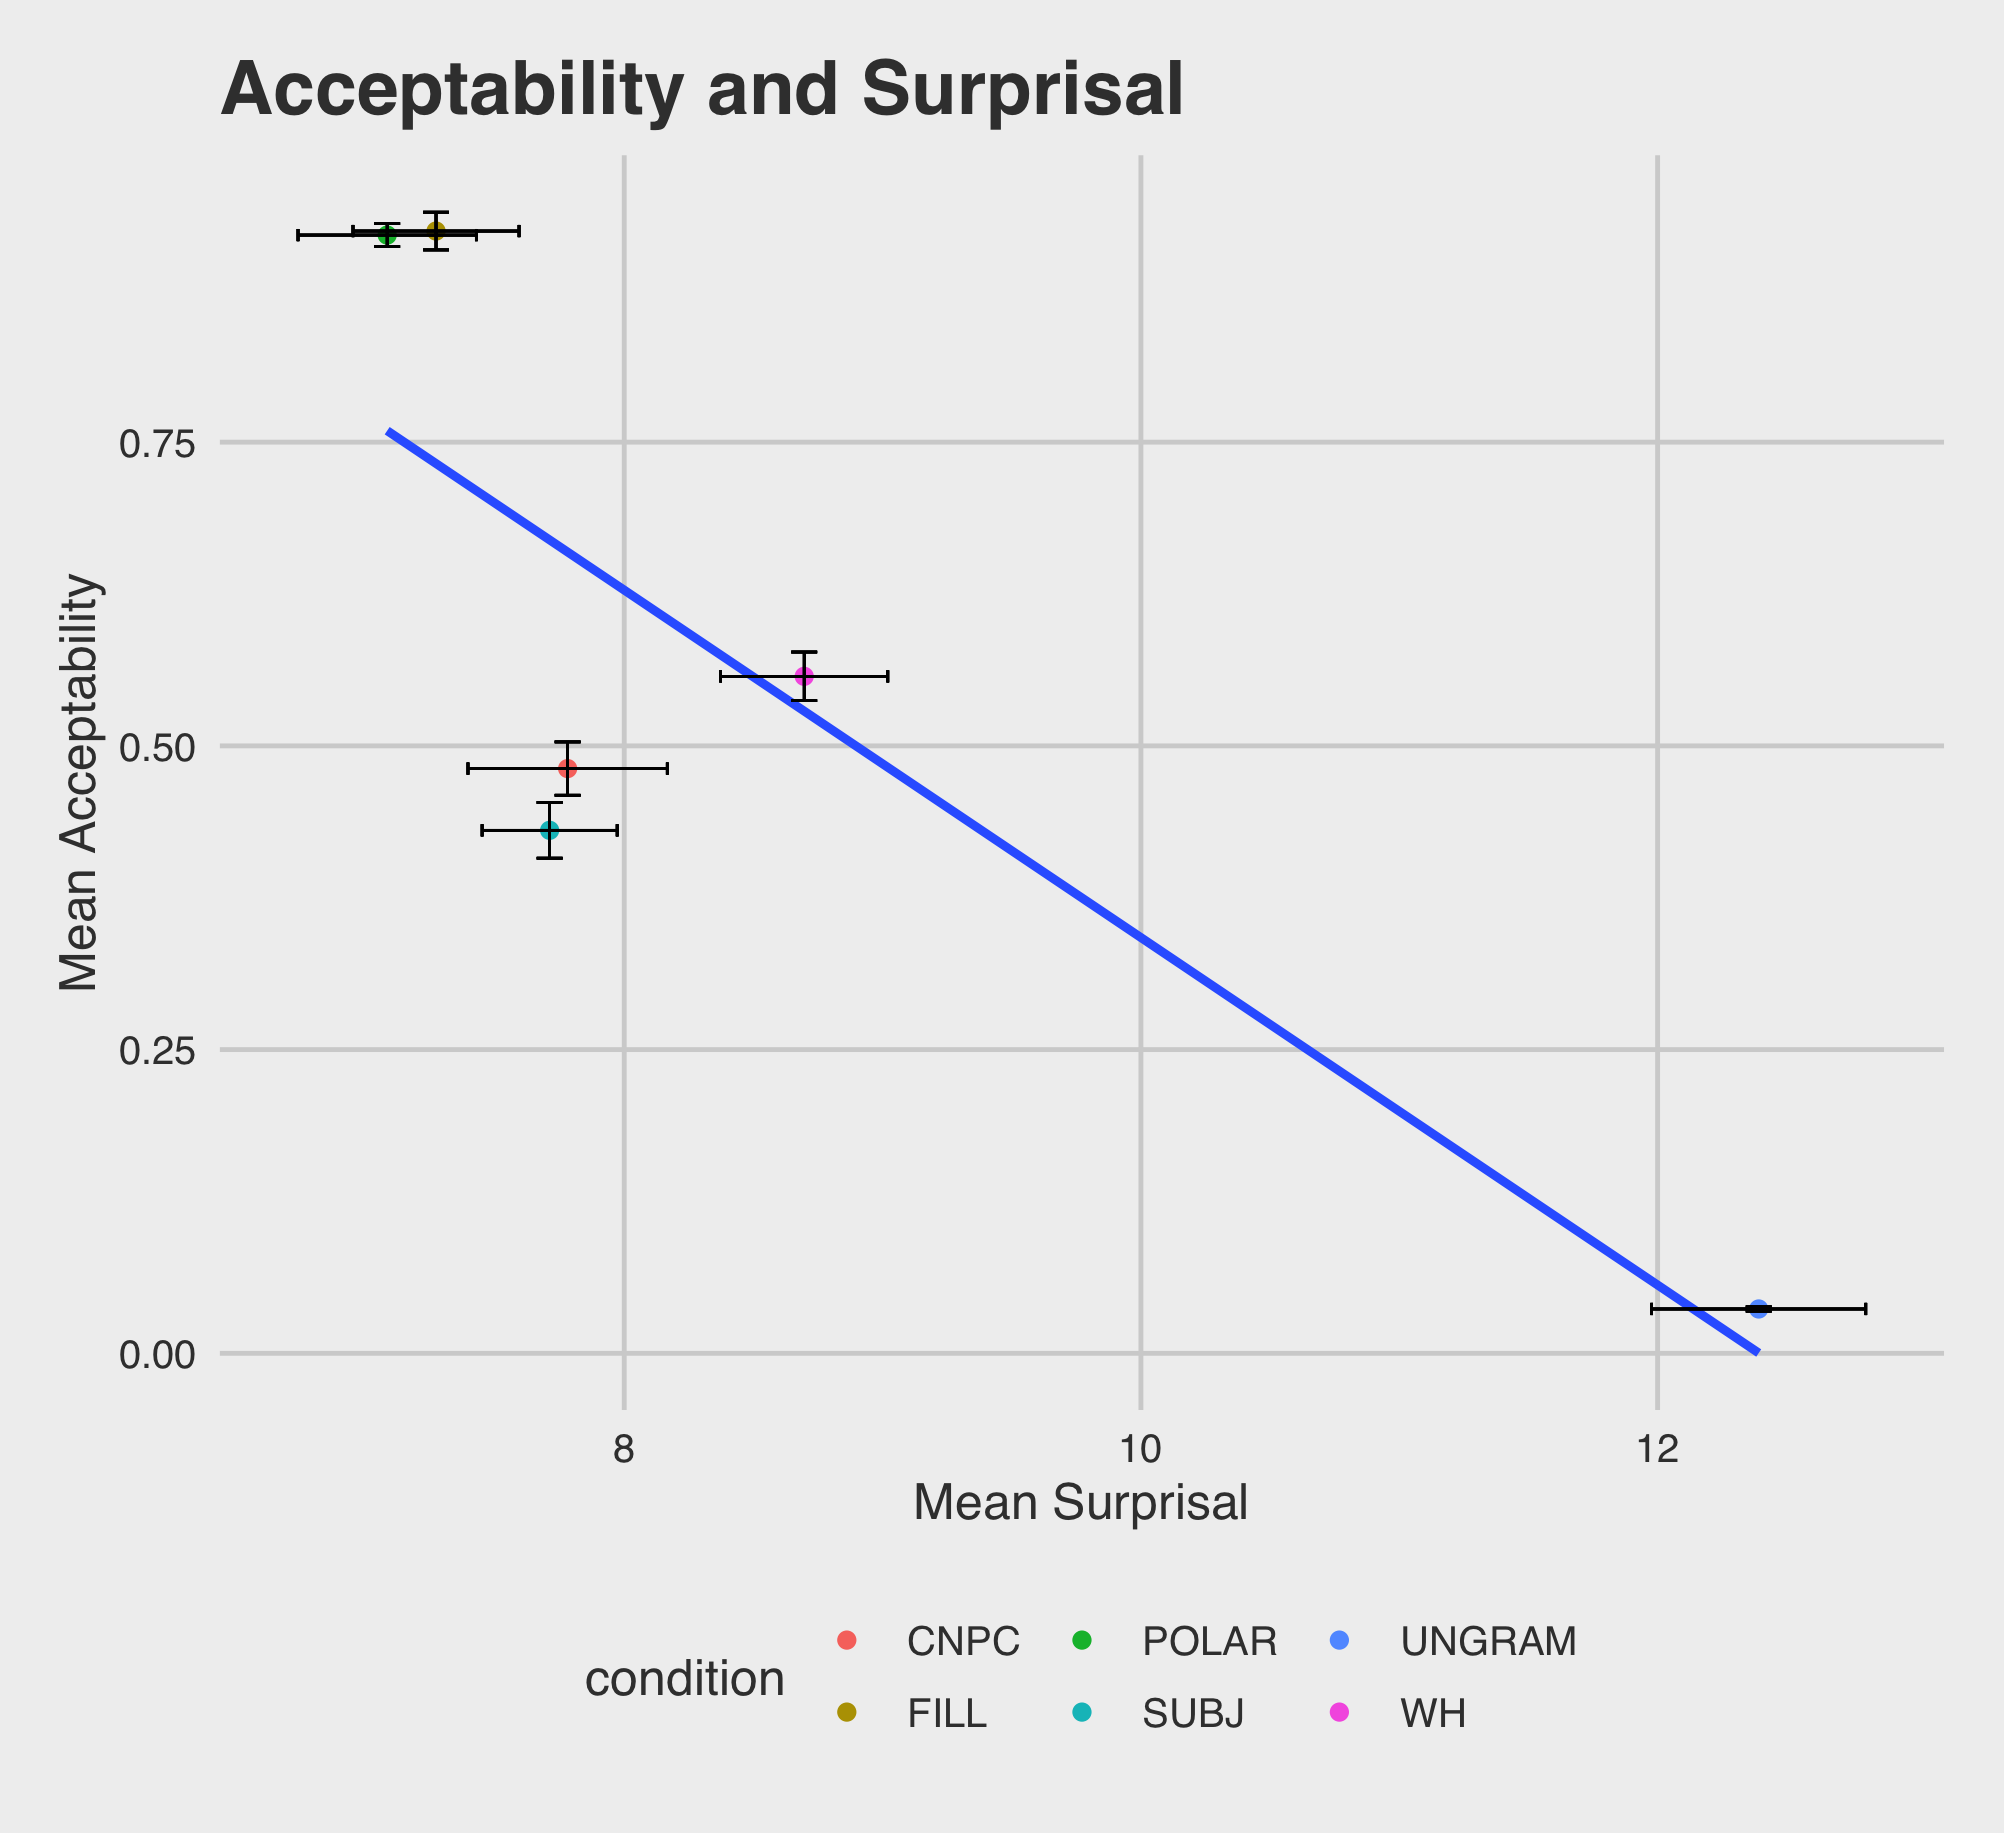 Acceptability and Surprisal
Mean Acceptability
0.75
0.50
0.25
0.00
8 10 12
Mean Surprisal
condition
CNPC POLAR UNGRAM
FILL SUBJ WH